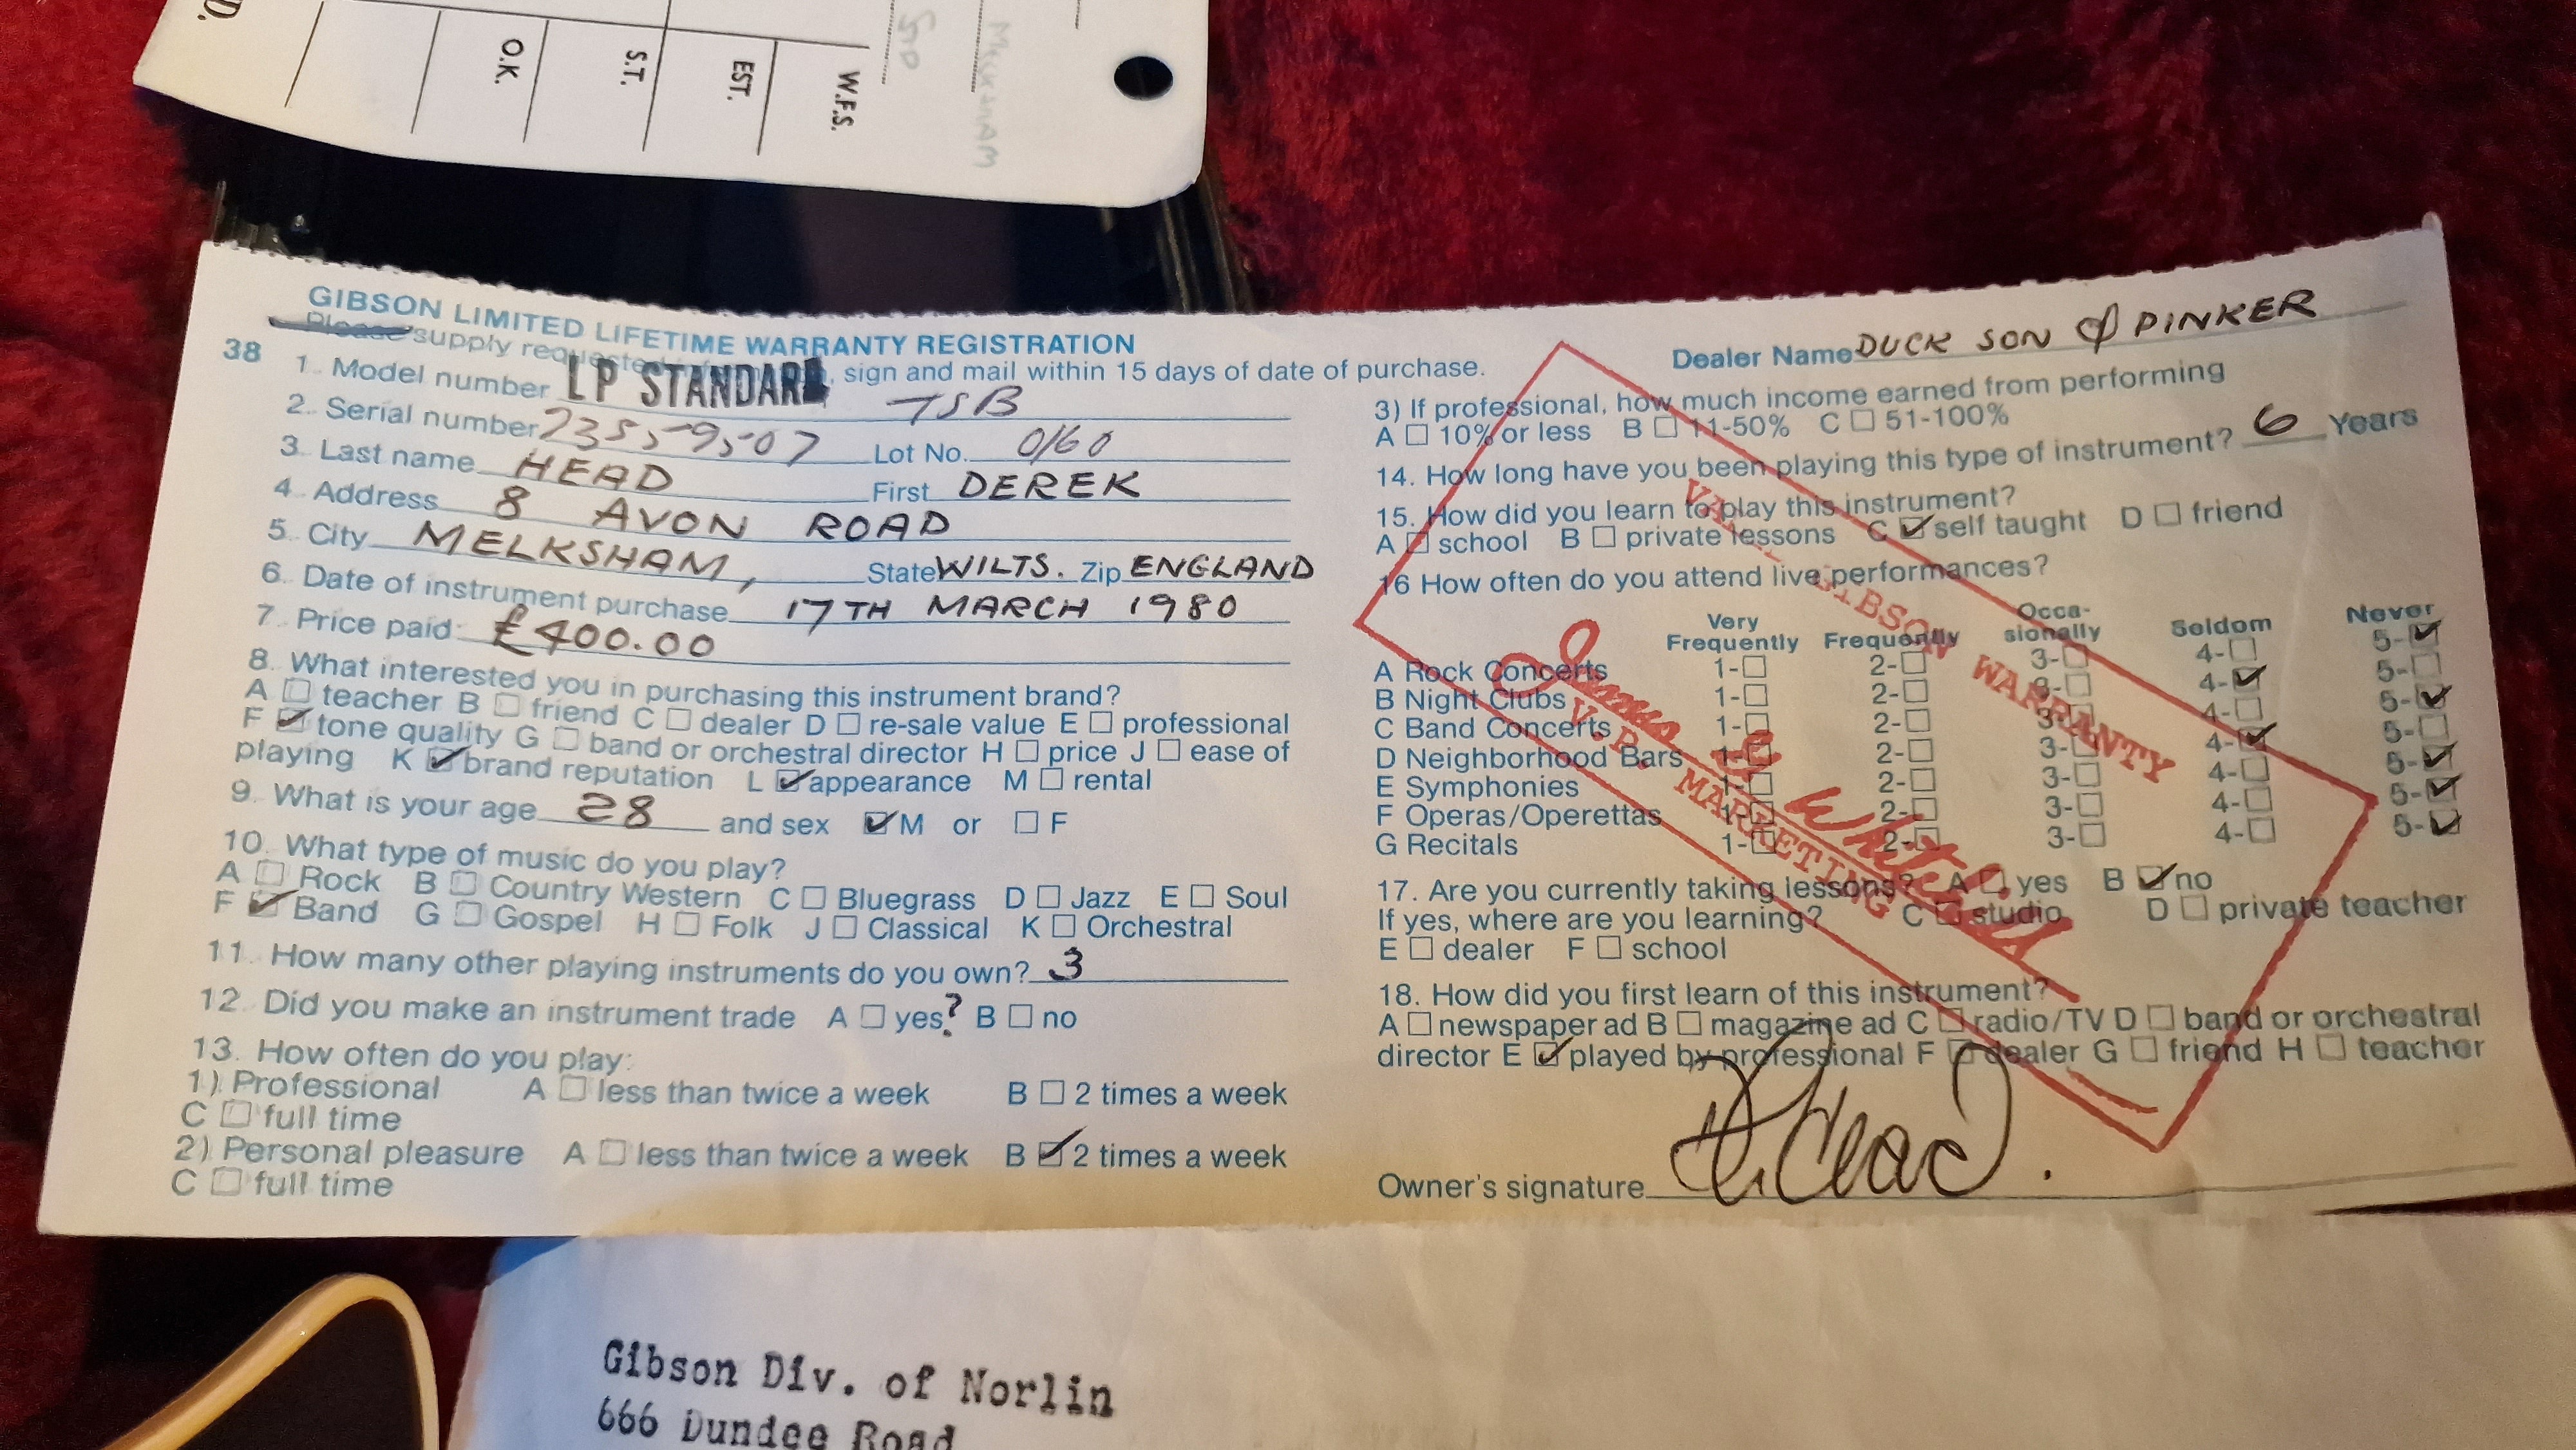 D.
O.K.
S.T.
EST.
W.F.S.
MELKSHAM
GIBSON LIMITED LIFETIME WARRANTY REGISTRATION
Please supply requested , sign and mail within 15 days of date of purchase.
38
1. Model number LP STANDARD TSB
2. Serial number 23559507 Lot No. 0160
3. Last name HEAD First DEREK
4. Address 8 AVON ROAD
5. City MELKSHAM, State WILTS. Zip ENGLAND
6. Date of instrument purchase 17TH MARCH 1980
7. Price paid: £400.00
8. What interested you in purchasing this instrument brand?
A ☐ teacher B ☐ friend C ☐ dealer D ☐ re-sale value E ☐ professional
F ☑ tone quality G ☐ band or orchestral director H ☐ price J ☐ ease of
playing K ☑ brand reputation L ☑ appearance M ☐ rental
9. What is your age 28 and sex ☑ M or ☐ F
10. What type of music do you play?
A ☐ Rock B ☐ Country Western C ☐ Bluegrass D ☐ Jazz E ☐ Soul
F ☑ Band G ☐ Gospel H ☐ Folk J ☐ Classical K ☐ Orchestral
11. How many other playing instruments do you own? 3
12. Did you make an instrument trade A ☐ yes ? B ☐ no
13. How often do you play:
1) Professional A ☐ less than twice a week B ☐ 2 times a week
C ☐ full time
2) Personal pleasure A ☐ less than twice a week B ☑ 2 times a week
C ☐ full time
Dealer Name DUCK SON & PINKER
3) If professional, how much income earned from performing
A ☐ 10% or less B ☐ 11-50% C ☐ 51-100%
14. How long have you been playing this type of instrument? 6 Years
15. How did you learn to play this instrument?
A ☐ school B ☐ private lessons C ☑ self taught D ☐ friend
16 How often do you attend live performances?
Very Frequently Frequently Occa-sionally Seldom Never
A Rock Concerts 1-☐ 2-☐ 3-☐ 4-☐ 5-☑
B Night Clubs 1-☐ 2-☐ 3-☐ 4-☑ 5-☐
C Band Concerts 1-☐ 2-☐ 3-☐ 4-☐ 5-☑
D Neighborhood Bars 1-☐ 2-☐ 3-☐ 4-☑ 5-☐
E Symphonies 1-☐ 2-☐ 3-☐ 4-☐ 5-☑
F Operas/Operettas 1-☐ 2-☐ 3-☐ 4-☐ 5-☑
G Recitals 1-☐ 2-☐ 3-☐ 4-☐ 5-☑
17. Are you currently taking lessons? A ☐ yes B ☑ no
If yes, where are you learning? C ☐ studio D ☐ private teacher
E ☐ dealer F ☐ school
18. How did you first learn of this instrument?
A ☐ newspaper ad B ☐ magazine ad C ☐ radio/TV D ☐ band or orchestral
director E ☑ played by professional F ☐ dealer G ☐ friend H ☐ teacher
Owner's signature
GIBSON WARRANTY
V.P. MARKETING
Gibson Div. of Norlin
666 Dundee Road